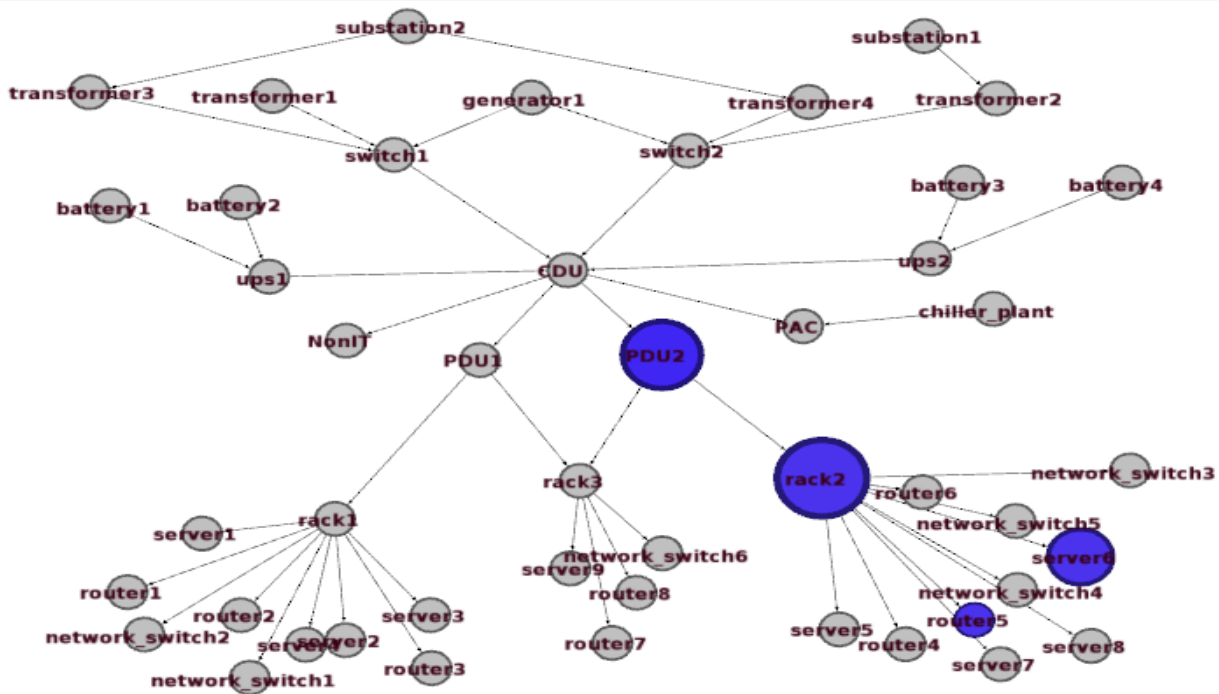 substation2
substation1
transformer3
transformer1
generator1
transformer4
transformer2
switch1
switch2
battery1
battery2
battery3
battery4
ups1
CDU
ups2
NonIT
PAC
chiller_plant
PDU1
PDU2
rack3
rack2
network_switch3
router6
rack1
server1
network_switch5
network_switch6
server9
server6
router1
router8
network_switch4
router2
server3
router5
network_switch2
server2
router7
server5
router4
server8
router3
server7
network_switch1